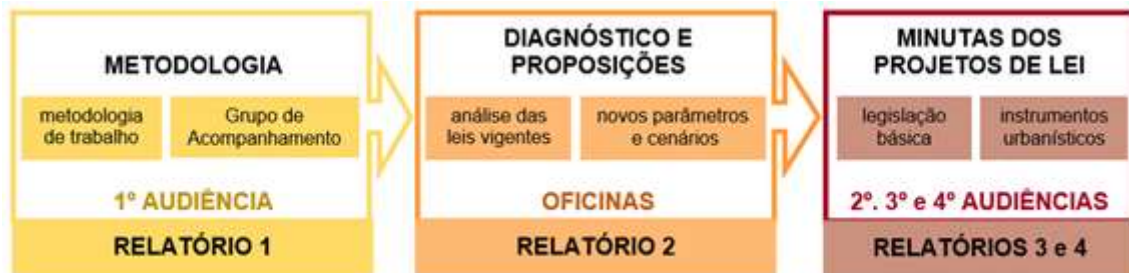 METODOLOGIA
metodologia
de trabalho
Grupo de
Acompanhamento
1º AUDIÊNCIA
RELATÓRIO 1
DIAGNÓSTICO E
PROPOSIÇÕES
análise das
leis vigentes
novos parâmetros
e cenários
OFICINAS
RELATÓRIO 2
MINUTAS DOS
PROJETOS DE LEI
legislação
básica
instrumentos
urbanísticos
2º. 3º e 4º AUDIÊNCIAS
RELATÓRIOS 3 e 4